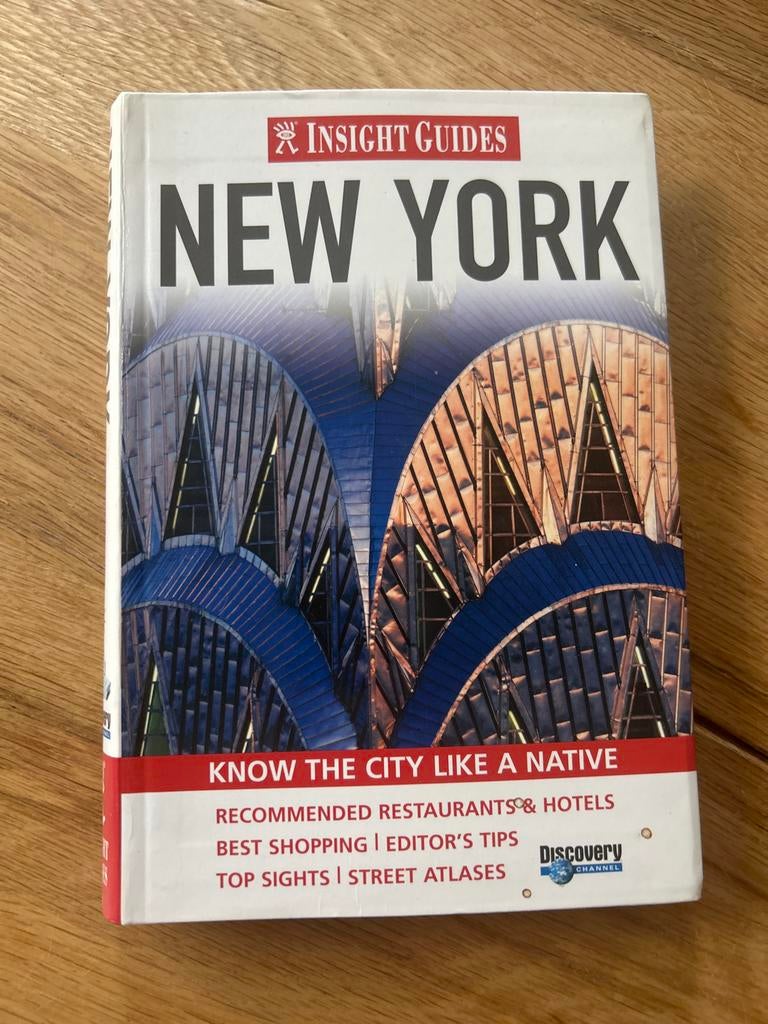 INSIGHT GUIDES
NEW YORK
KNOW THE CITY LIKE A NATIVE
RECOMMENDED RESTAURANTS & HOTELS
BEST SHOPPING | EDITOR'S TIPS
TOP SIGHTS | STREET ATLASES
Discovery
CHANNEL